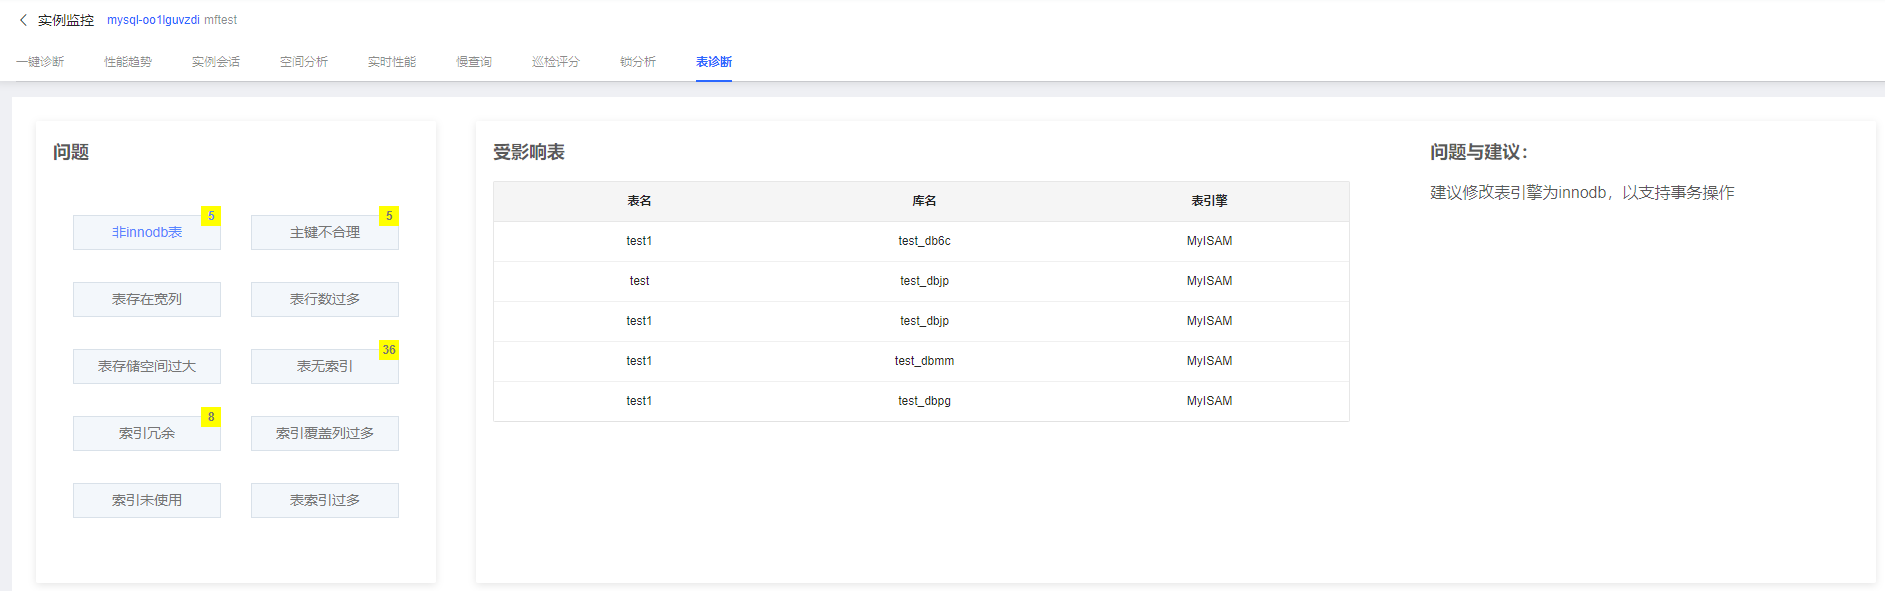 实例监控 mysql-oo1lguvzdi mftest
一键诊断 性能趋势 实例会话 空间分析 实时性能 慢查询 巡检评分 锁分析 表诊断
问题
非innodb表 5
主键不合理 5
表存在宽列
表行数过多
表存储空间过大
表无索引 36
索引冗余 8
索引覆盖列过多
索引未使用
表索引过多
受影响表
表名 库名 表引擎
test1 test_db6c MyISAM
test test_dbjp MyISAM
test1 test_dbjp MyISAM
test1 test_dbmm MyISAM
test1 test_dbpg MyISAM
问题与建议：
建议修改表引擎为innodb，以支持事务操作